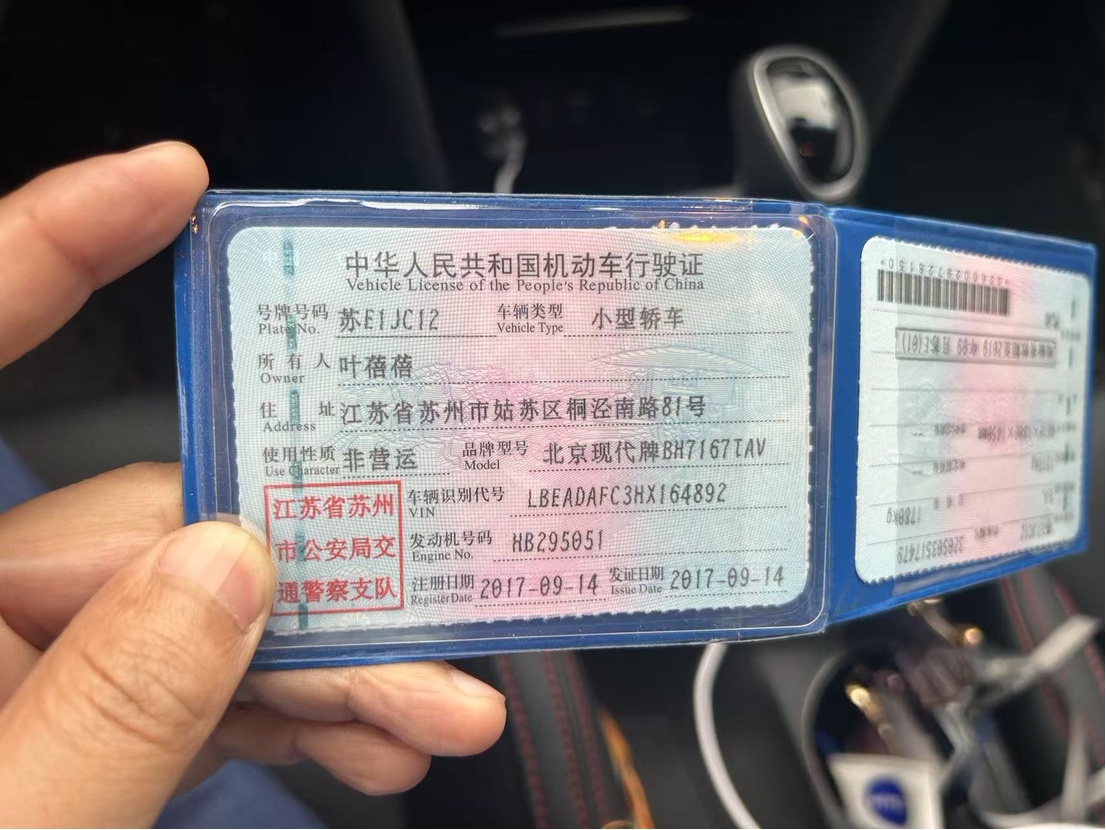 中华人民共和国机动车行驶证
Vehicle License of the People's Republic of China
号牌号码 苏E1JC12 车辆类型 小型轿车
Plate No. Vehicle Type
所有人 叶蓓蓓
Owner
住址 江苏省苏州市姑苏区桐泾南路81号
Address
使用性质 非营运 品牌型号 北京现代牌BH7167TAV
Use Character Model
江苏省苏州
市公安局交
通警察支队
车辆识别代号 LBEADAFC3HX164892
VIN
发动机号码 HB295051
Engine No.
注册日期 2017-09-14 发证日期 2017-09-14
Register Date Issue Date
1788kg
320503517479